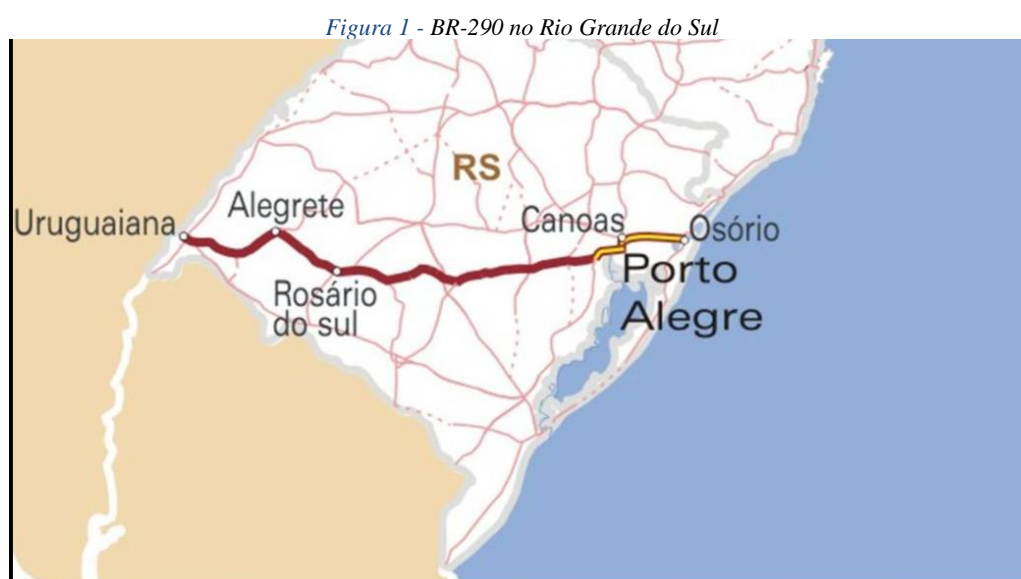 Figura 1 - BR-290 no Rio Grande do Sul
RS
Alegrete
Uruguaiana
Canoas
Osório
Porto
Alegre
Rosário
do sul